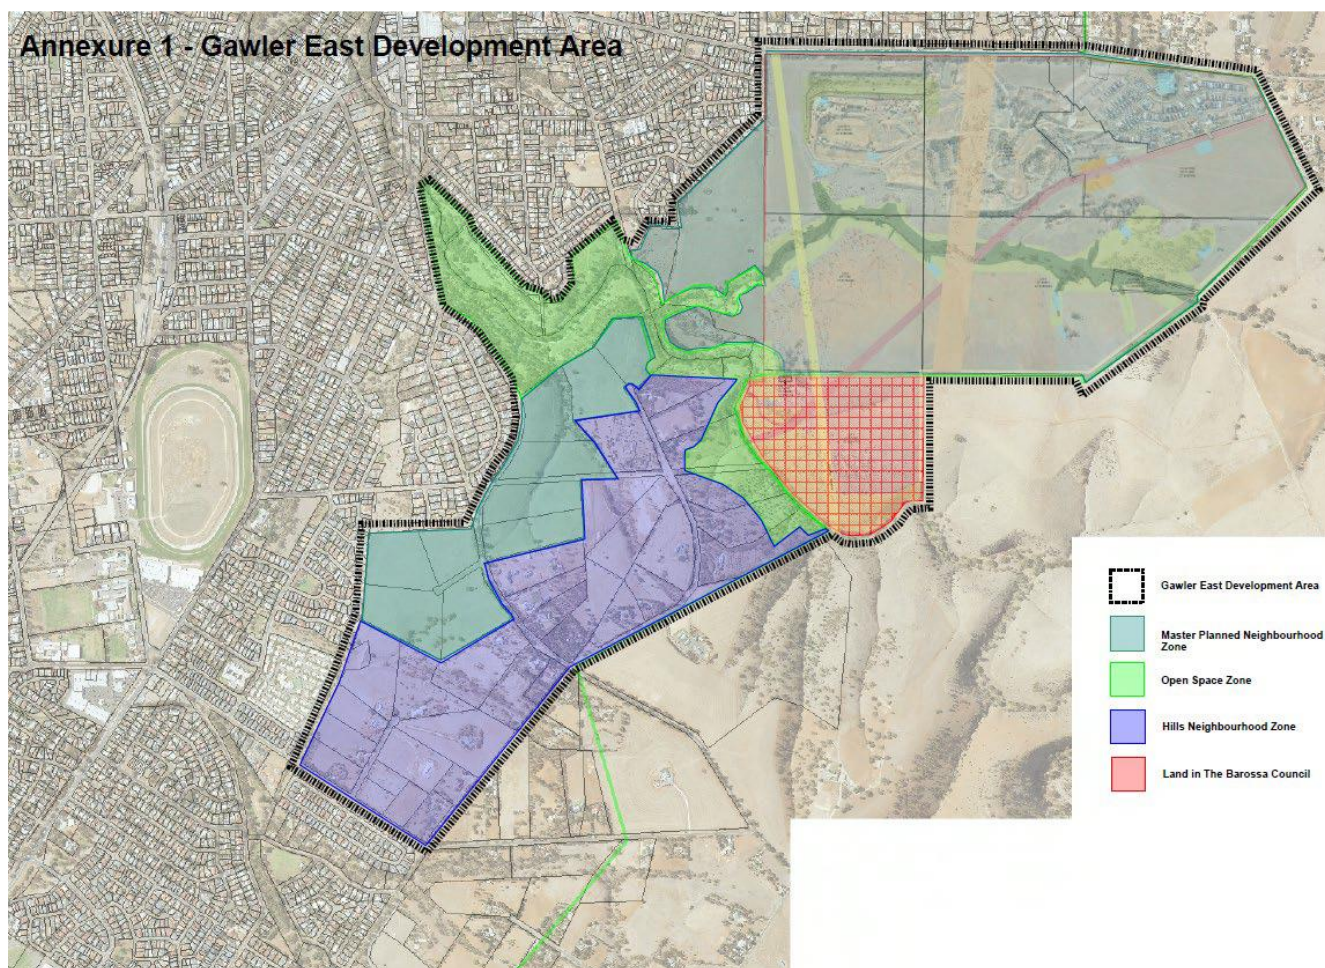 Annexure 1 - Gawler East Development Area
Gawler East Development Area
Master Planned Neighbourhood
Zone
Open Space Zone
Hills Neighbourhood Zone
Land in The Barossa Council